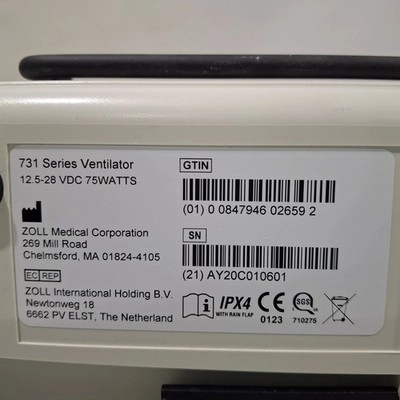 731 Series Ventilator
12.5-28 VDC 75WATTS
ZOLL Medical Corporation
269 Mill Road
Chelmsford, MA 01824-4105
EC REP
ZOLL International Holding B.V.
Newtonweg 18
6662 PV ELST, The Netherland
GTIN
(01) 0 0847946 02659 2
SN
(21) AY20C010601
IPX4
WITH RAIN FLAP
CE
0123
SGS
710275